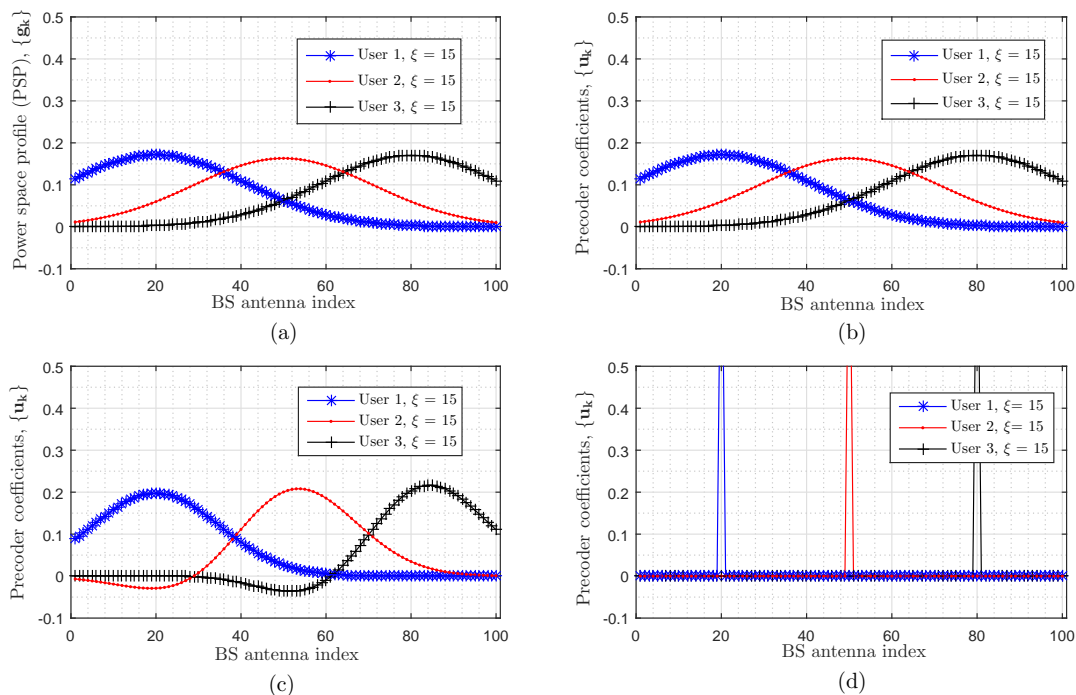 Power space profile (PSP), {g_k}
0.5
0.4
0.3
0.2
0.1
0
-0.1
User 1, ξ = 15
User 2, ξ = 15
User 3, ξ = 15
0 20 40 60 80 100
BS antenna index
(a)
Precoder coefficients, {u_k}
0.5
0.4
0.3
0.2
0.1
0
-0.1
User 1, ξ = 15
User 2, ξ = 15
User 3, ξ = 15
0 20 40 60 80 100
BS antenna index
(b)
Precoder coefficients, {u_k}
0.5
0.4
0.3
0.2
0.1
0
-0.1
User 1, ξ = 15
User 2, ξ = 15
User 3, ξ = 15
0 20 40 60 80 100
BS antenna index
(c)
Precoder coefficients, {u_k}
0.5
0.4
0.3
0.2
0.1
0
-0.1
User 1, ξ= 15
User 2, ξ= 15
User 3, ξ = 15
0 20 40 60 80 100
BS antenna index
(d)